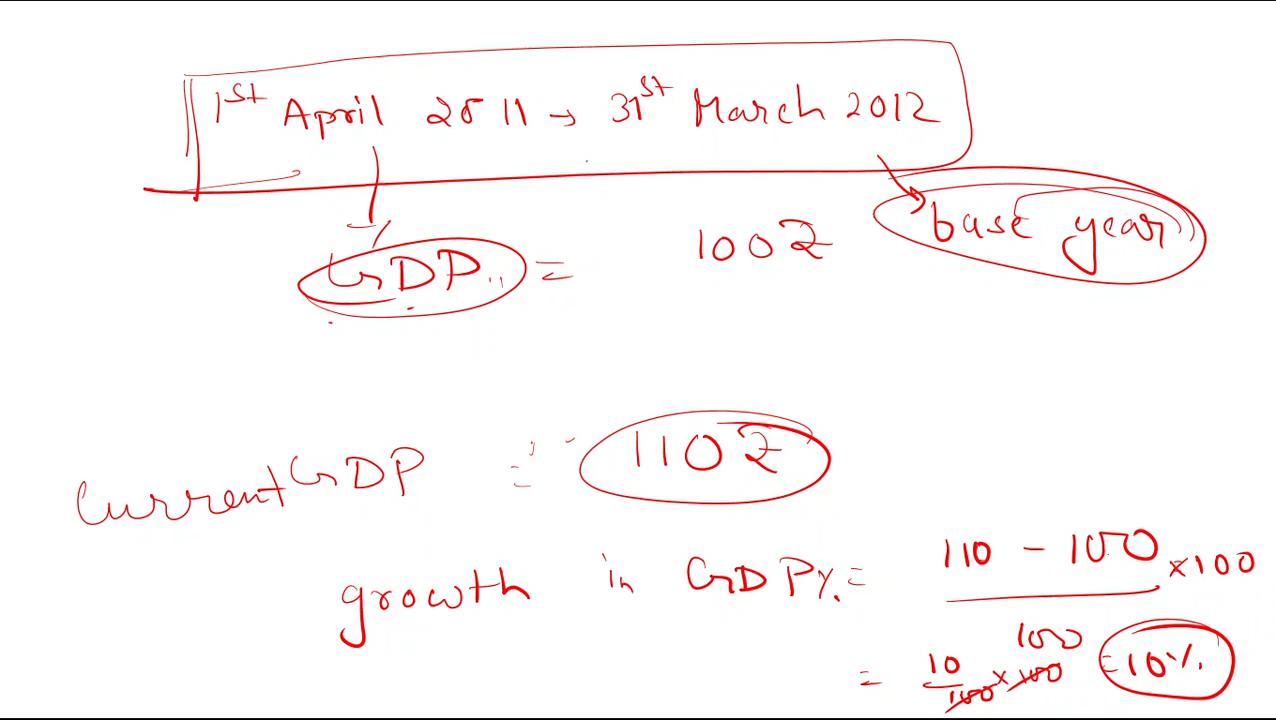 1st April 2011 → 31st March 2012
base year
GDP = 100₹
Current GDP = 110₹
growth in GDP% = 110 - 100 × 100
100
= 10/100 × 100 = 10%